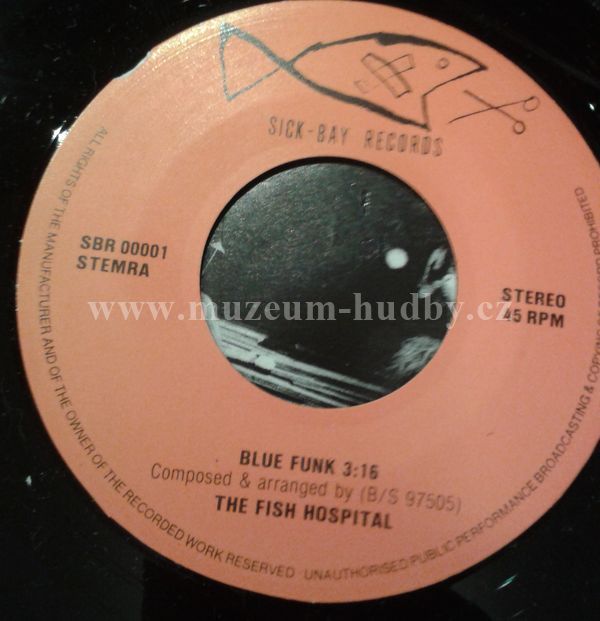 SICK-BAY RECORDS
SBR 00001
STEMRA
STEREO
45 RPM
www.muzeum-hudby.cz
BLUE FUNK 3:16
Composed & arranged by (B/S 97505)
THE FISH HOSPITAL
ALL RIGHTS OF THE MANUFACTURER AND OF THE OWNER OF THE RECORDED WORK RESERVED · UNAUTHORISED PUBLIC PERFORMANCE BROADCASTING & COPYING PROHIBITED